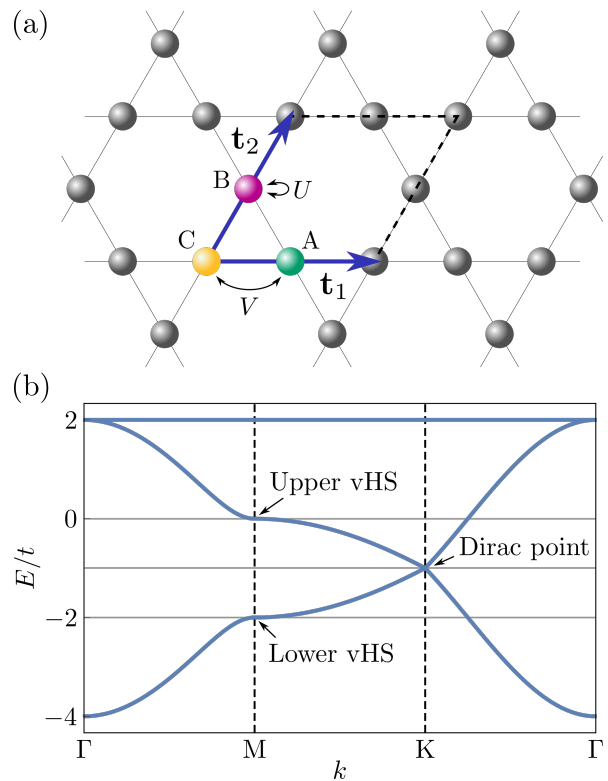 (a)
t₂
B
U
C
A
t₁
V
(b)
2
Upper vHS
0
Dirac point
E/t
−2
Lower vHS
−4
Γ M K Γ
k